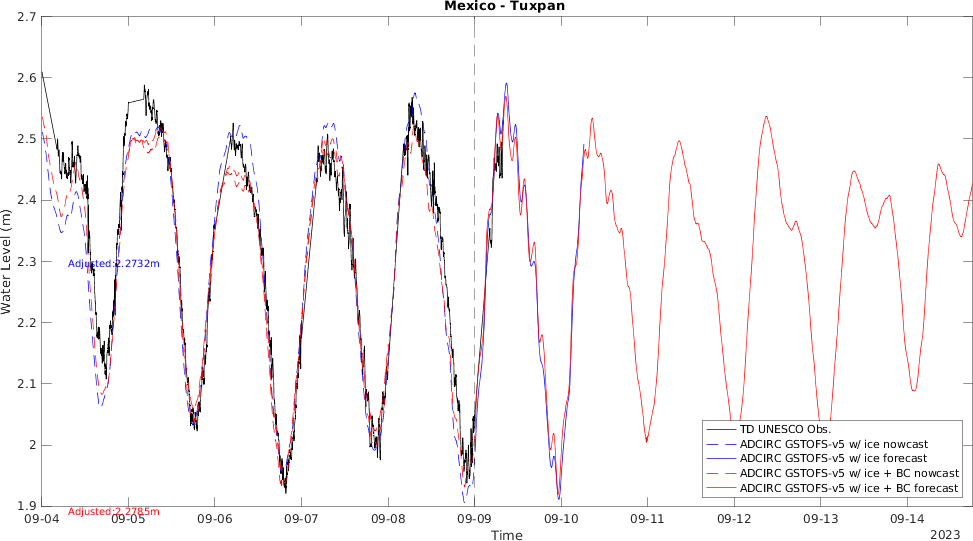 Mexico - Tuxpan
2.7
2.6
2.5
2.4
2.3
2.2
2.1
2
1.9
Water Level (m)
Adjusted:2.2732m
Adjusted:2.2785m
TD UNESCO Obs.
ADCIRC GSTOFS-v5 w/ ice nowcast
ADCIRC GSTOFS-v5 w/ ice forecast
ADCIRC GSTOFS-v5 w/ ice + BC nowcast
ADCIRC GSTOFS-v5 w/ ice + BC forecast
09-04 09-05 09-06 09-07 09-08 09-09 09-10 09-11 09-12 09-13 09-14
Time
2023